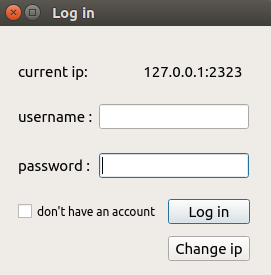 Log in
current ip: 127.0.0.1:2323
username :
password :
don't have an account Log in
Change ip